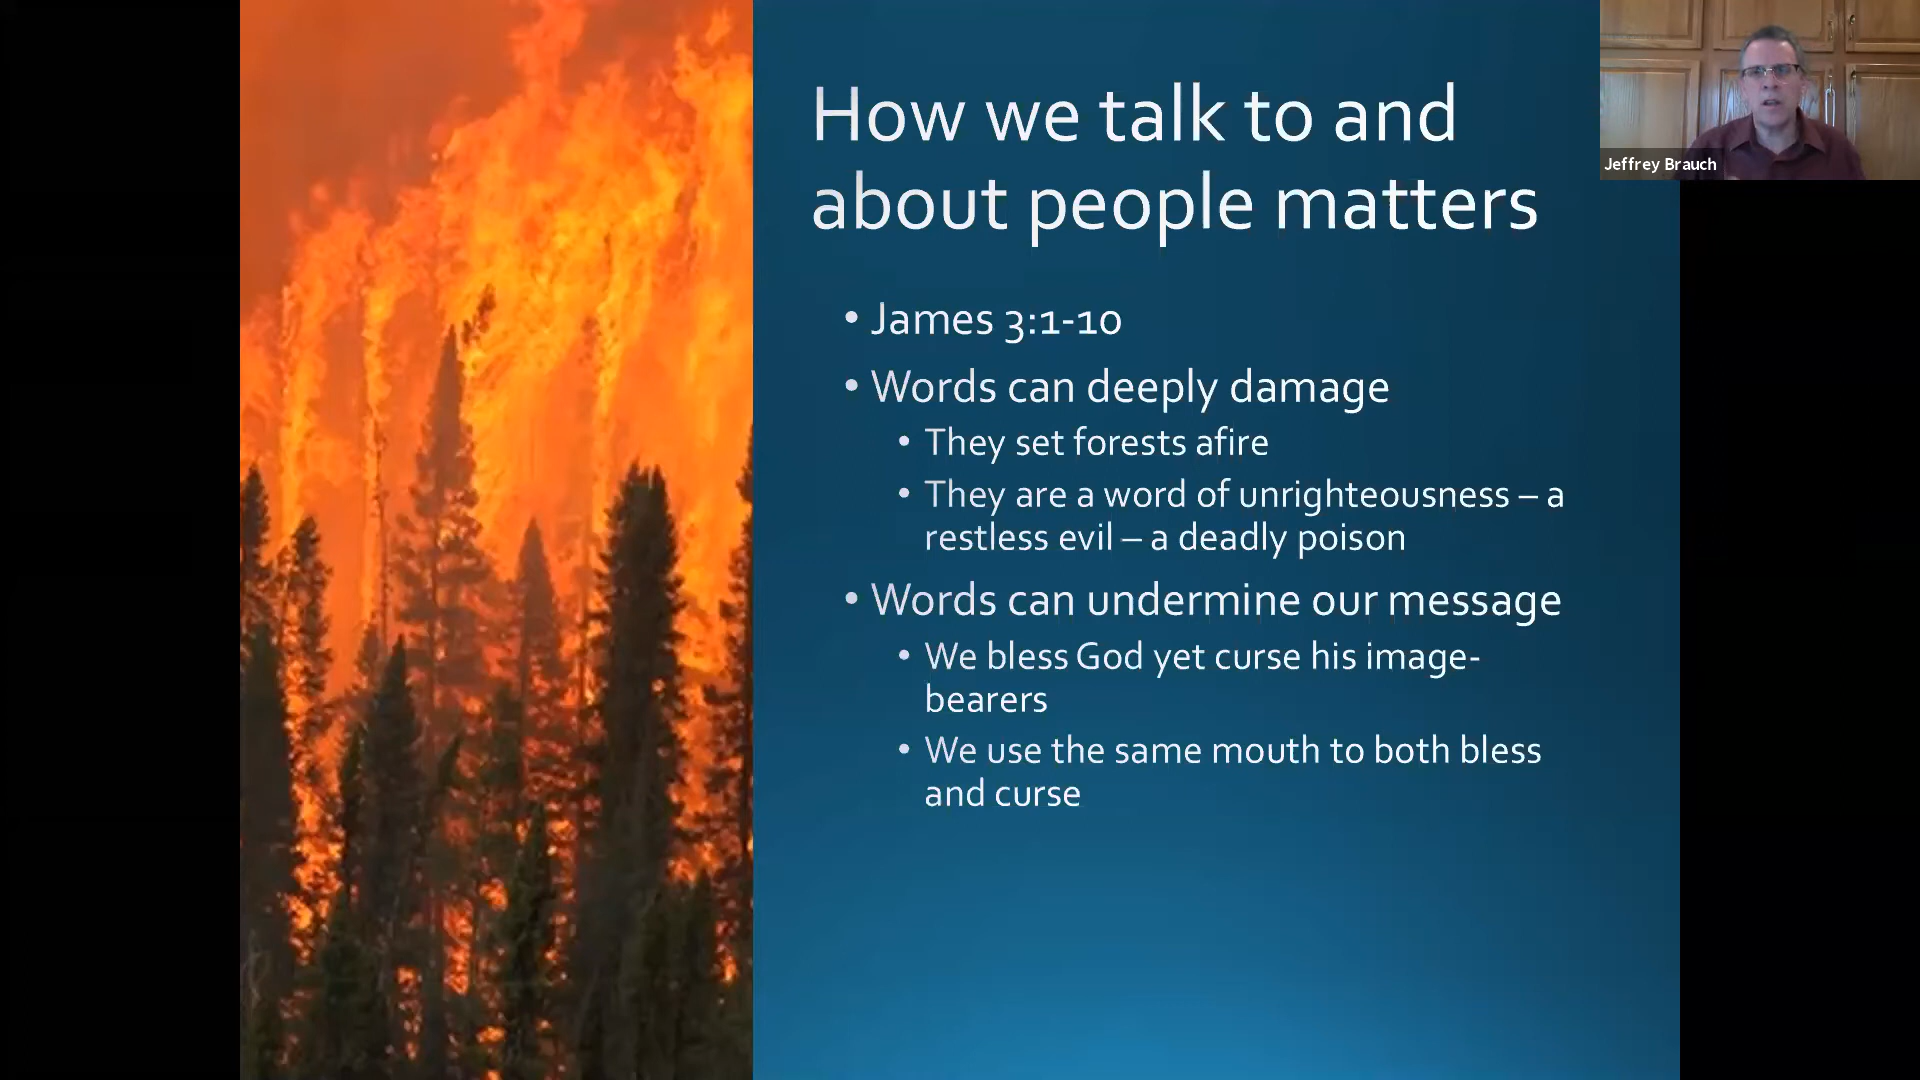 How we talk to and
about people matters
• James 3:1-10
• Words can deeply damage
• They set forests afire
• They are a word of unrighteousness – a
restless evil – a deadly poison
• Words can undermine our message
• We bless God yet curse his image-
bearers
• We use the same mouth to both bless
and curse
Jeffrey Brauch